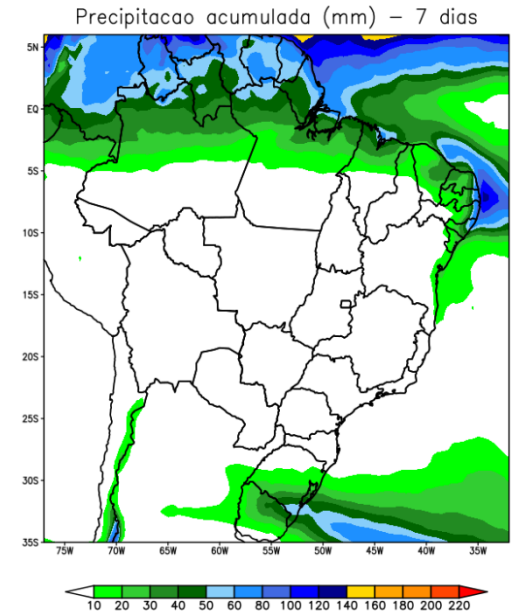 Precipitacao acumulada (mm) – 7 dias
5N
EQ
5S
10S
15S
20S
25S
30S
35S
75W 70W 65W 60W 55W 50W 45W 40W 35W
10 20 30 40 50 60 80 100 120 140 160 180 200 220